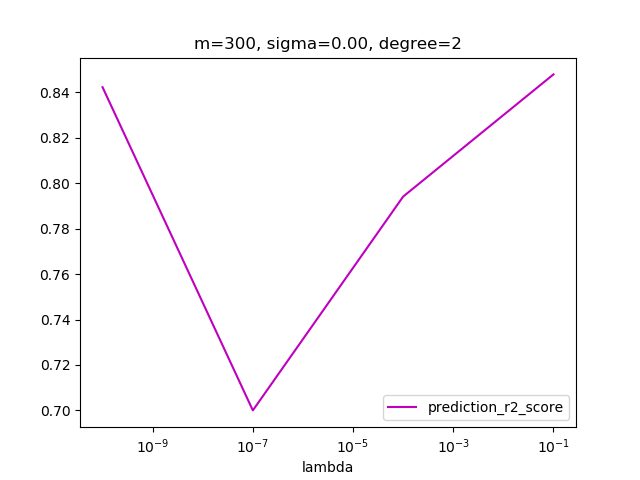 m=300, sigma=0.00, degree=2
0.84
0.82
0.80
0.78
0.76
0.74
0.72
0.70
10⁻⁹ 10⁻⁷ 10⁻⁵ 10⁻³ 10⁻¹
lambda
prediction_r2_score